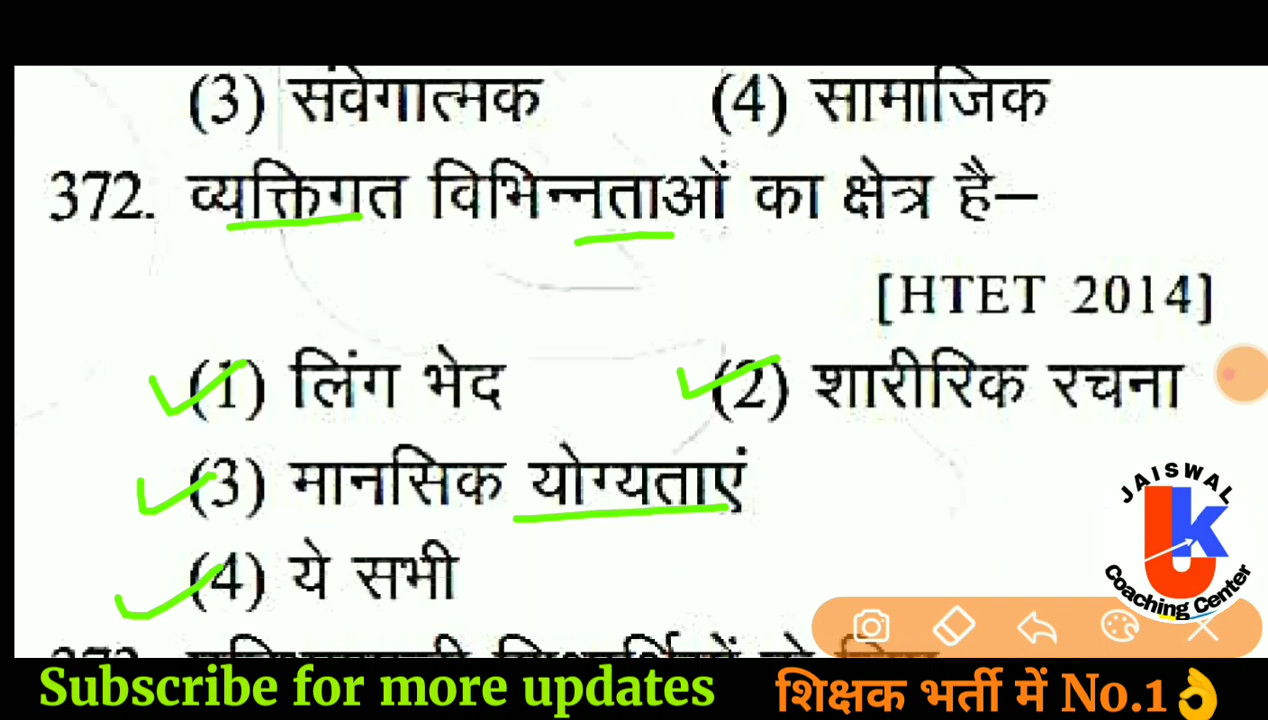 (3) संवेगात्मक (4) सामाजिक
372. व्यक्तिगत विभिन्नताओं का क्षेत्र है–
[HTET 2014]
(1) लिंग भेद (2) शारीरिक रचना
(3) मानसिक योग्यताएं
(4) ये सभी
JAISWAL
UK
Coaching Center
Subscribe for more updates
शिक्षक भर्ती में No.1👌